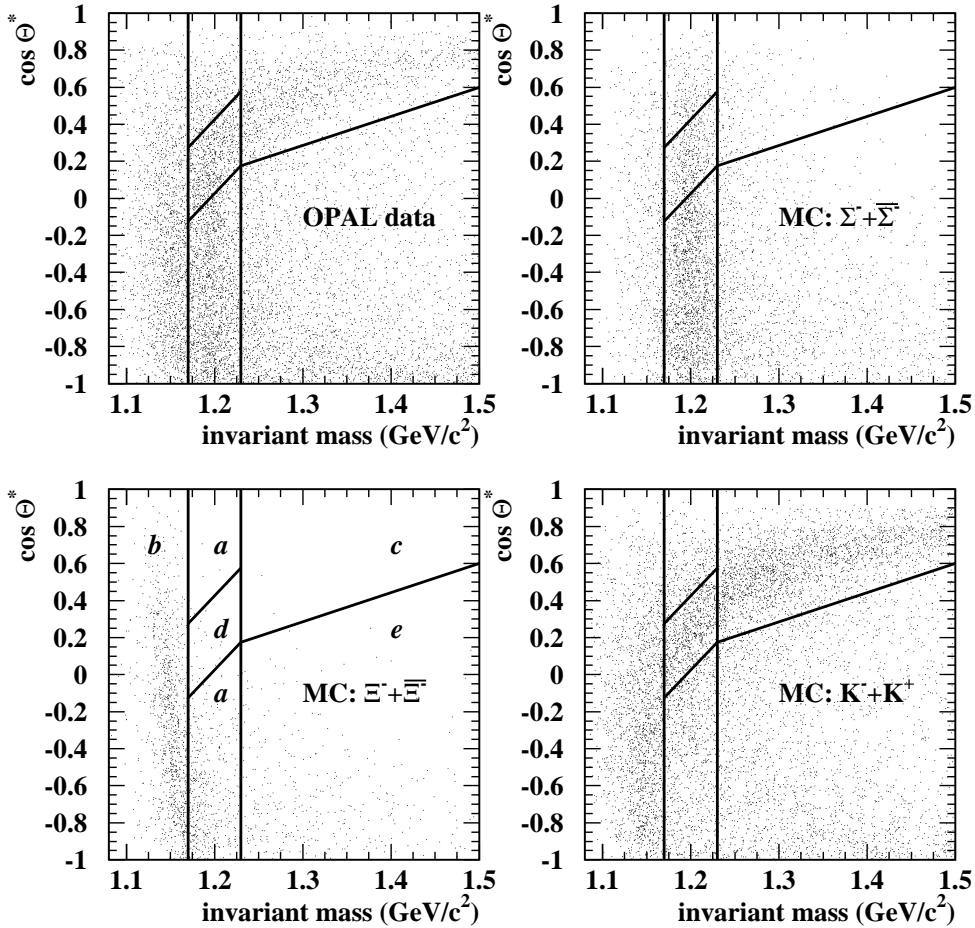 cos Θ*
1
0.8
0.6
0.4
0.2
0
-0.2
-0.4
-0.6
-0.8
-1
OPAL data
1.1 1.2 1.3 1.4 1.5
invariant mass (GeV/c²)
cos Θ*
1
0.8
0.6
0.4
0.2
0
-0.2
-0.4
-0.6
-0.8
-1
MC: Σ⁻+Σ̅⁻
1.1 1.2 1.3 1.4 1.5
invariant mass (GeV/c²)
cos Θ*
1
0.8
0.6
0.4
0.2
0
-0.2
-0.4
-0.6
-0.8
-1
b a c
d e
a
MC: Ξ⁻+Ξ̅⁻
1.1 1.2 1.3 1.4 1.5
invariant mass (GeV/c²)
cos Θ*
1
0.8
0.6
0.4
0.2
0
-0.2
-0.4
-0.6
-0.8
-1
MC: K⁻+K⁺
1.1 1.2 1.3 1.4 1.5
invariant mass (GeV/c²)